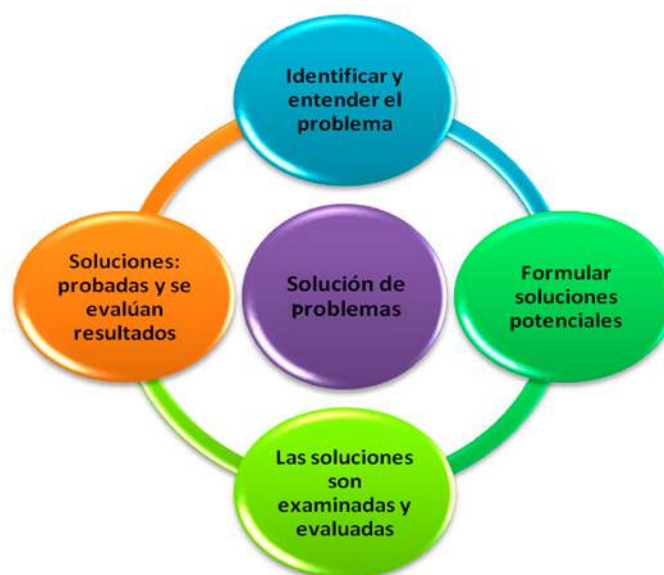 Identificar y
entender el
problema
Soluciones:
probadas y se
evalúan
resultados
Solución de
problemas
Formular
soluciones
potenciales
Las soluciones
son
examinadas y
evaluadas